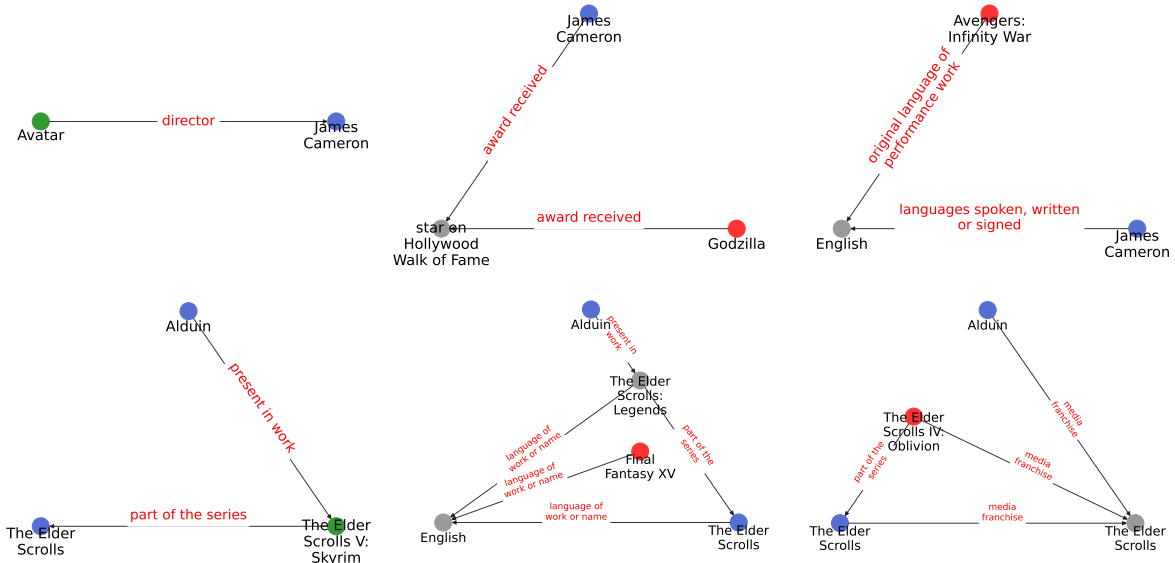 director
Avatar
James
Cameron
James
Cameron
award received
award received
star on
Hollywood
Walk of Fame
Godzilla
Avengers:
Infinity War
original language of
performance work
languages spoken, written
or signed
English
James
Cameron
Alduin
present in work
part of the series
The Elder
Scrolls
The Elder
Scrolls V:
Skyrim
Alduin
present in
work
The Elder
Scrolls:
Legends
language of
work or name
part of the
series
Final
Fantasy XV
language of
work or name
language of
work or name
English
The Elder
Scrolls
Alduin
media
franchise
The Elder
Scrolls IV:
Oblivion
part of the
series
media
franchise
media
franchise
The Elder
Scrolls
The Elder
Scrolls